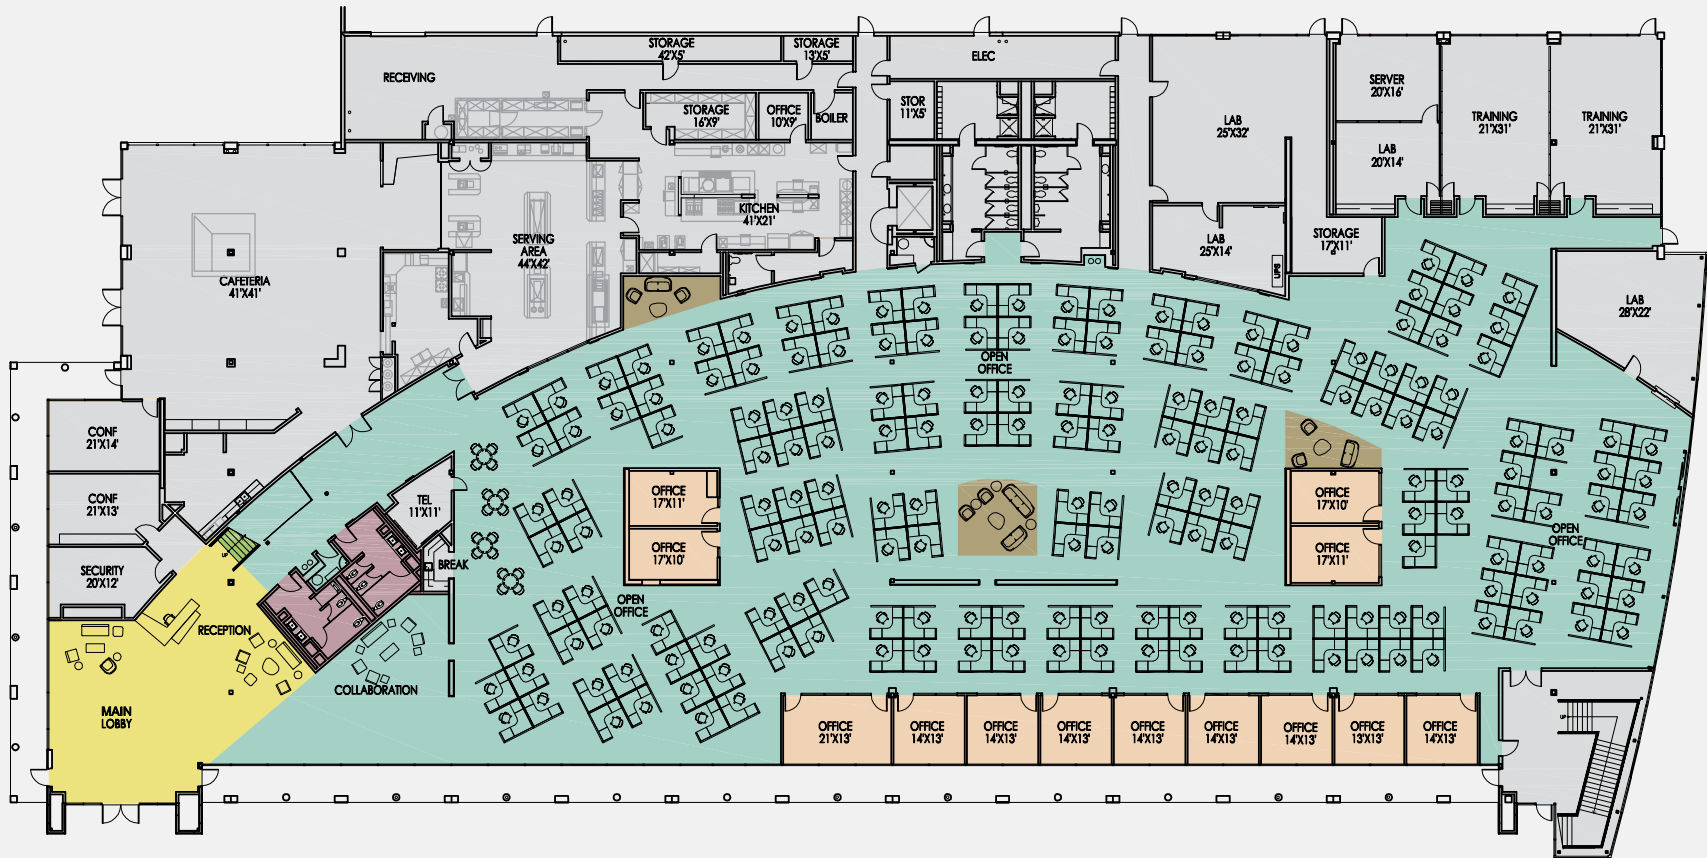 STORAGE
42'X5'
STORAGE
13'X5'
RECEIVING
ELEC
SERVER
20'X16'
STORAGE
16'X9'
OFFICE
10'X9'
BOILER
STOR
11'X5'
LAB
25'X32'
TRAINING
21'X31'
TRAINING
21'X31'
LAB
20'X14'
KITCHEN
41'X21'
SERVING
AREA
44'X42'
LAB
25'X14'
UPS
STORAGE
17'X11'
CAFETERIA
41'X41'
LAB
28'X22'
OPEN
OFFICE
CONF
21'X14'
CONF
21'X13'
TEL
11'X11'
OFFICE
17'X11'
OFFICE
17'X10'
OFFICE
17'X10'
OFFICE
17'X11'
OPEN
OFFICE
UP
SECURITY
20'X12'
BREAK
OPEN
OFFICE
RECEPTION
COLLABORATION
MAIN
LOBBY
OFFICE
21'X13'
OFFICE
14'X13'
OFFICE
14'X13'
OFFICE
14'X13'
OFFICE
14'X13'
OFFICE
14'X13'
OFFICE
14'X13'
OFFICE
13'X13'
OFFICE
14'X13'
UP